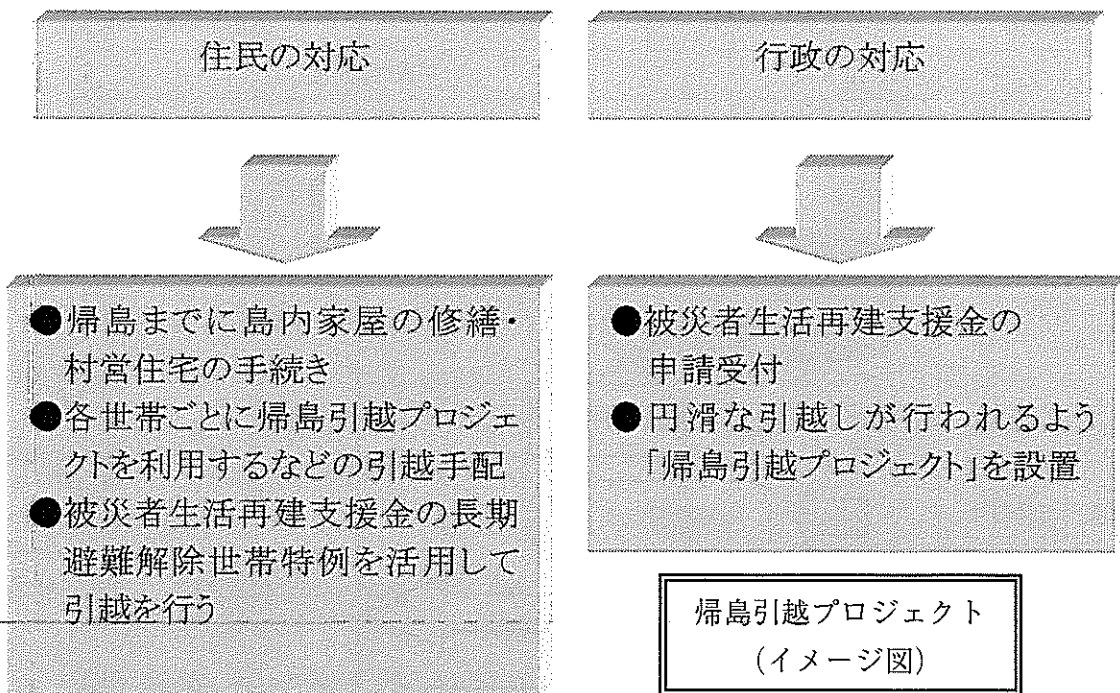 住民の対応
行政の対応
●帰島までに島内家屋の修繕・
村営住宅の手続き
●各世帯ごとに帰島引越プロジェ
クトを利用するなどの引越手配
●被災者生活再建支援金の長期
避難解除世帯特例を活用して
引越を行う
●被災者生活再建支援金の
申請受付
●円滑な引越しが行われるよう
「帰島引越プロジェクト」を設置
帰島引越プロジェクト
(イメージ図)